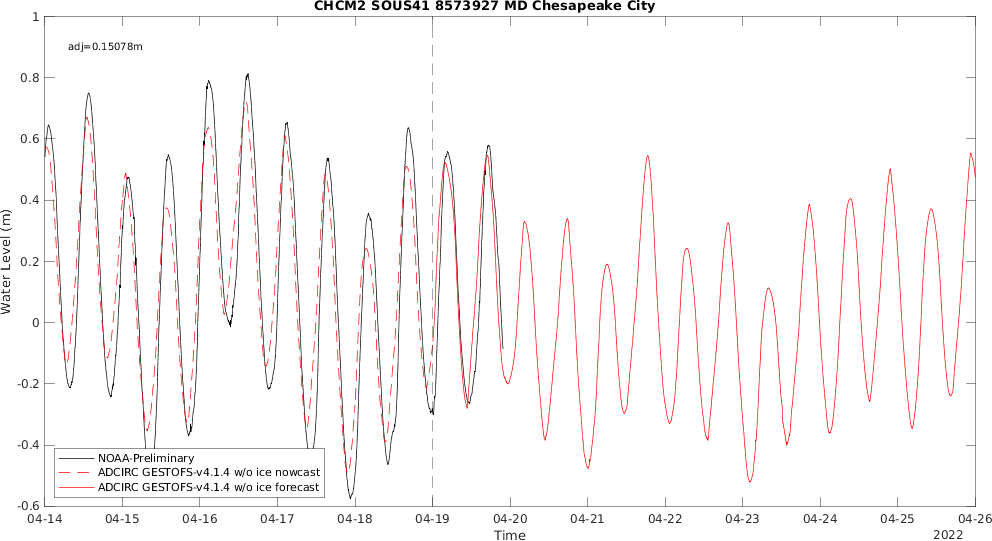 CHCM2 SOUS41 8573927 MD Chesapeake City
1
adj=0.15078m
0.8
0.6
0.4
0.2
0
-0.2
-0.4
-0.6
Water Level (m)
NOAA-Preliminary
ADCIRC GESTOFS-v4.1.4 w/o ice nowcast
ADCIRC GESTOFS-v4.1.4 w/o ice forecast
04-14 04-15 04-16 04-17 04-18 04-19 04-20 04-21 04-22 04-23 04-24 04-25 04-26
Time
2022